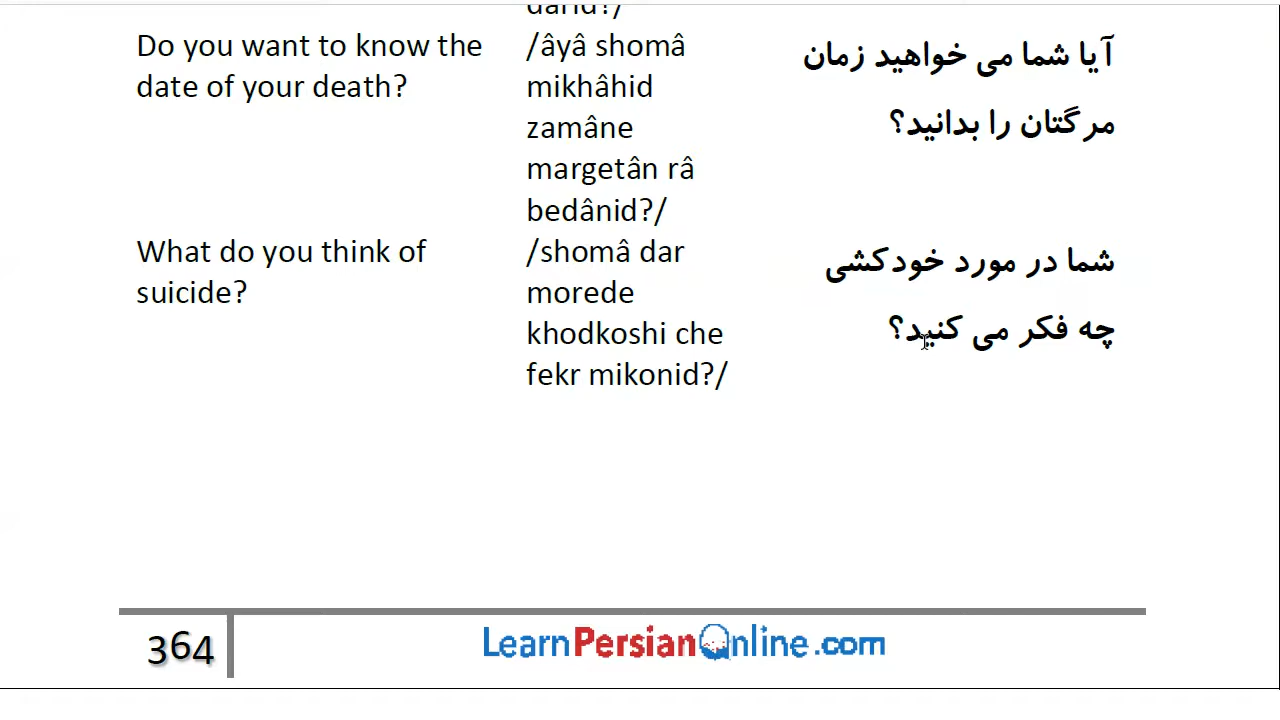 darid?/
Do you want to know the
date of your death?
/âyâ shomâ
mikhâhid
zamâne
margetân râ
bedânid?/
آیا شما می خواهید زمان
مرگتان را بدانید؟
What do you think of
suicide?
/shomâ dar
morede
khodkoshi che
fekr mikonid?/
شما در مورد خودکشی
چه فکر می کنید؟
364
LearnPersianOnline.com